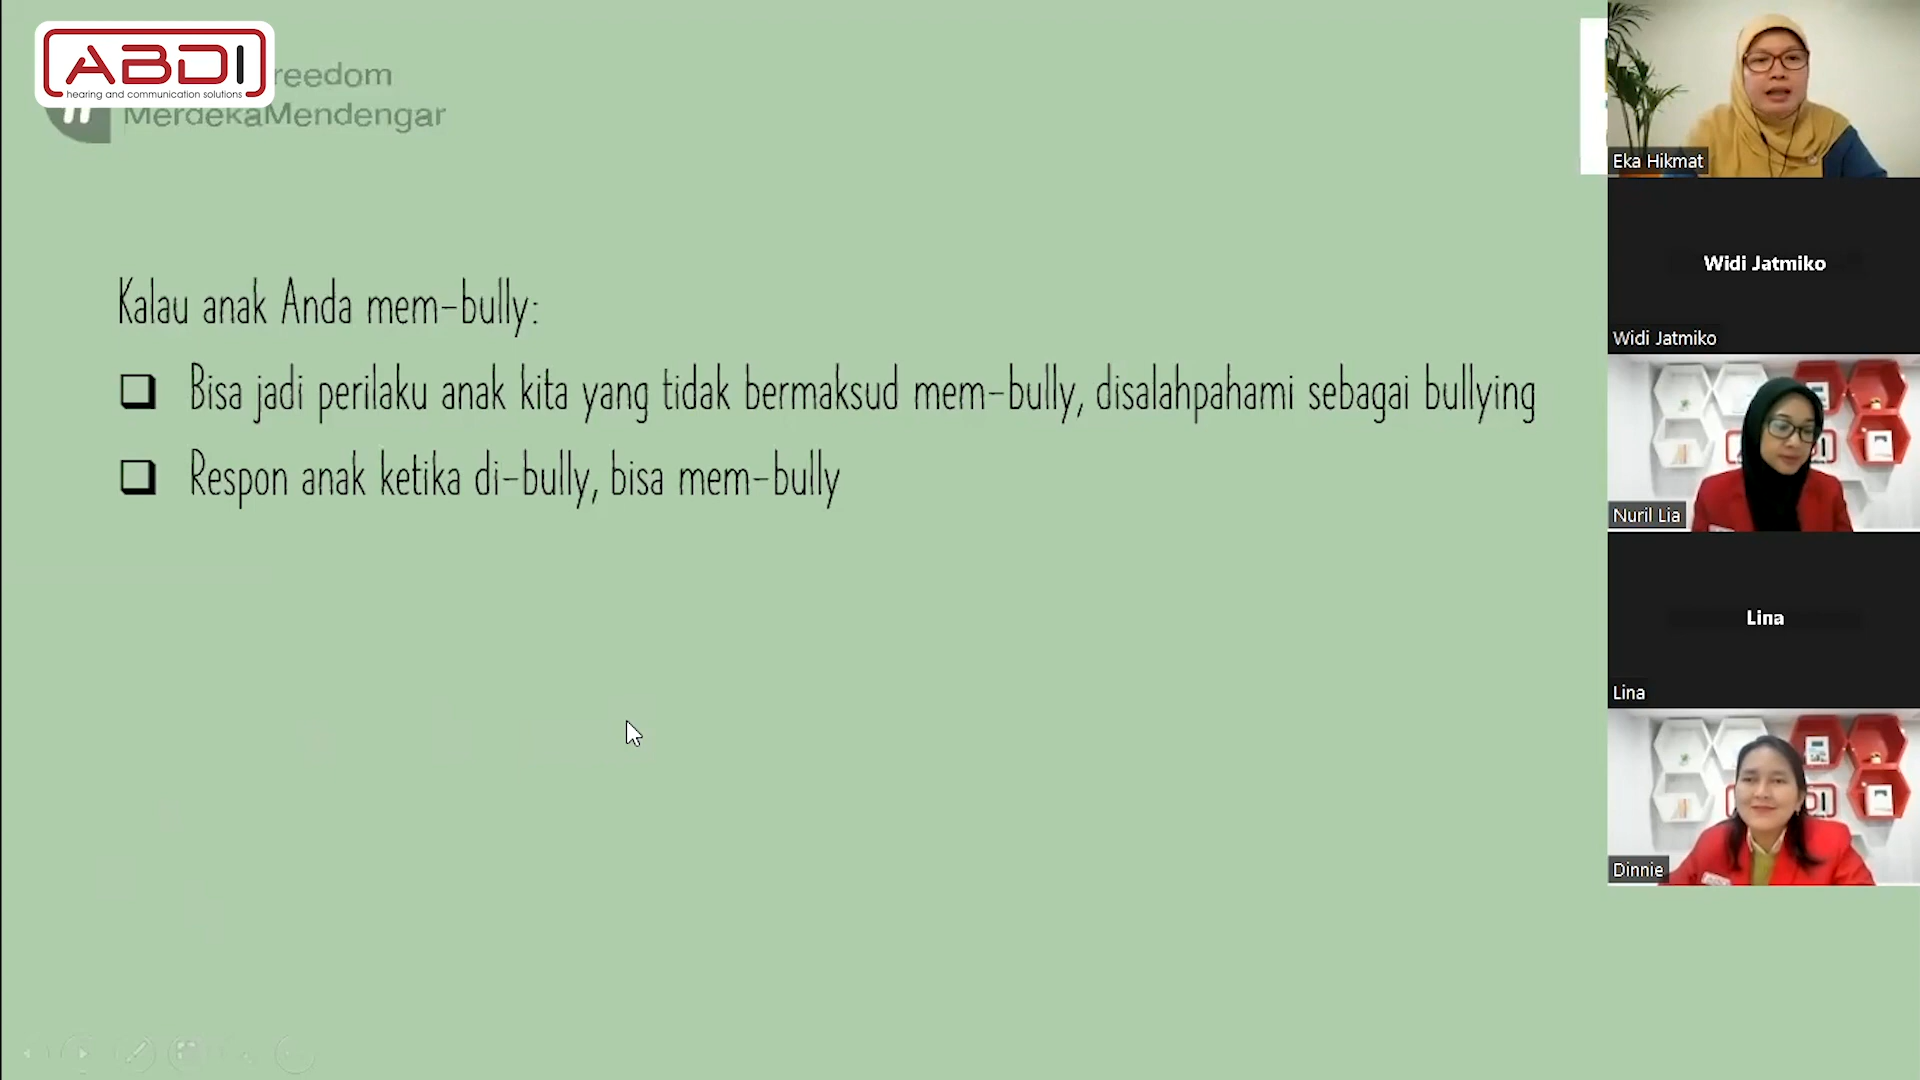 ABDI
hearing and communication solutions
reedom
MerdekaMendengar
Kalau anak Anda mem-bully:
Bisa jadi perilaku anak kita yang tidak bermaksud mem-bully, disalahpahami sebagai bullying
Respon anak ketika di-bully, bisa mem-bully
Eka Hikmat
Widi Jatmiko
Widi Jatmiko
Nuril Lia
Lina
Lina
Dinnie